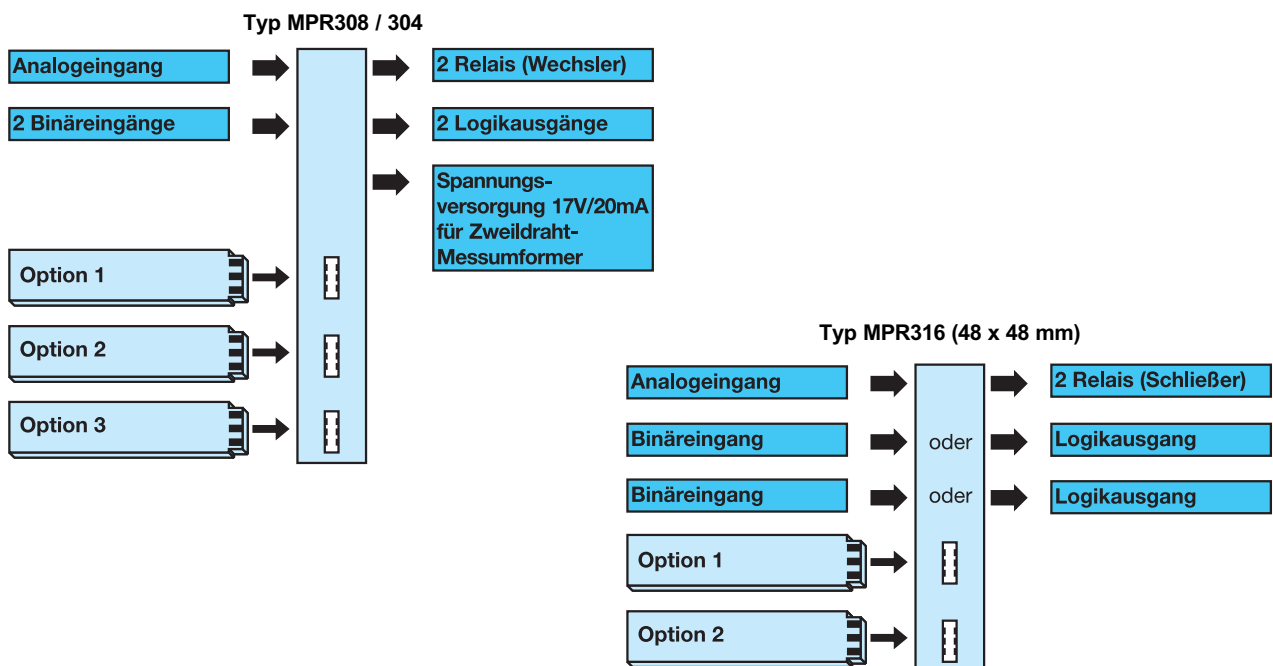 Typ MPR308 / 304
Analogeingang
2 Relais (Wechsler)
2 Binäreingänge
2 Logikausgänge
Spannungs-
versorgung 17V/20mA
für Zweildraht-
Messumformer
Option 1
Option 2
Option 3
Typ MPR316 (48 x 48 mm)
Analogeingang
2 Relais (Schließer)
Binäreingang
oder
Logikausgang
Binäreingang
oder
Logikausgang
Option 1
Option 2